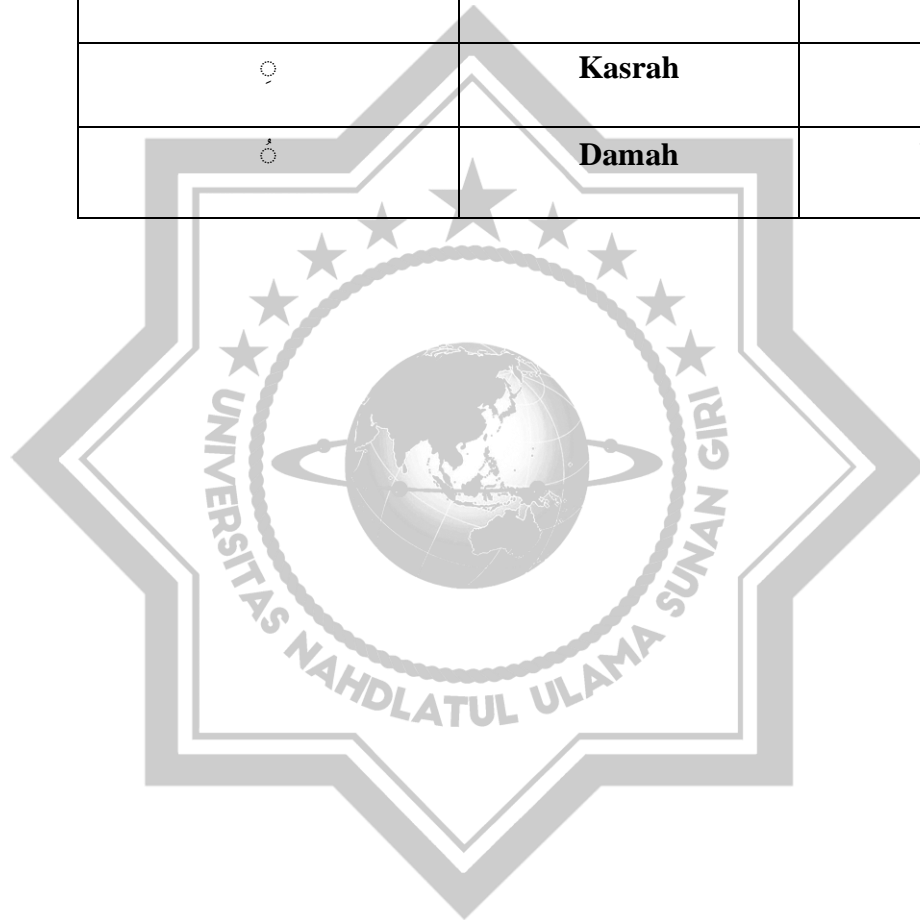 ِ Kasrah
ُ Damah
UNIVERSITAS NAHDLATUL ULAMA SUNAN GIRI